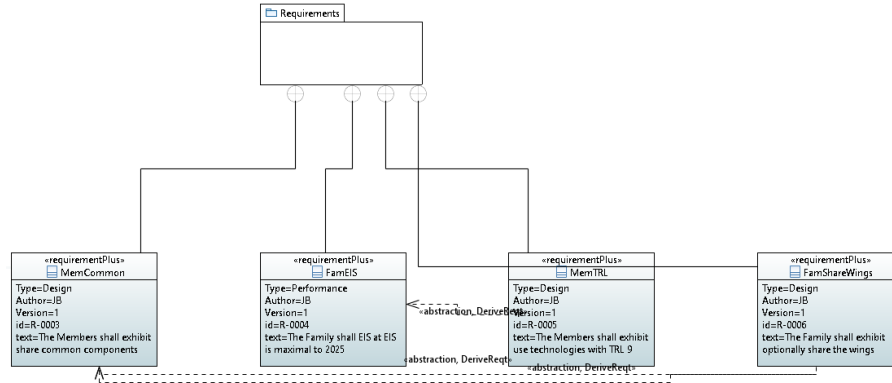 Requirements
«requirementPlus»
MemCommon
Type=Design
Author=JB
Version=1
id=R-0003
text=The Members shall exhibit
share common components
«requirementPlus»
FamEIS
Type=Performance
Author=JB
Version=1
id=R-0004
text=The Family shall EIS at EIS
is maximal to 2025
«requirementPlus»
MemTRL
Type=Design
Author=JB
Version=1
id=R-0005
text=The Members shall exhibit
use technologies with TRL 9
«requirementPlus»
FamShareWings
Type=Design
Author=JB
Version=1
id=R-0006
text=The Family shall exhibit
optionally share the wings
«abstraction, DeriveReqt»
«abstraction, DeriveReqt»
«abstraction, DeriveReqt»